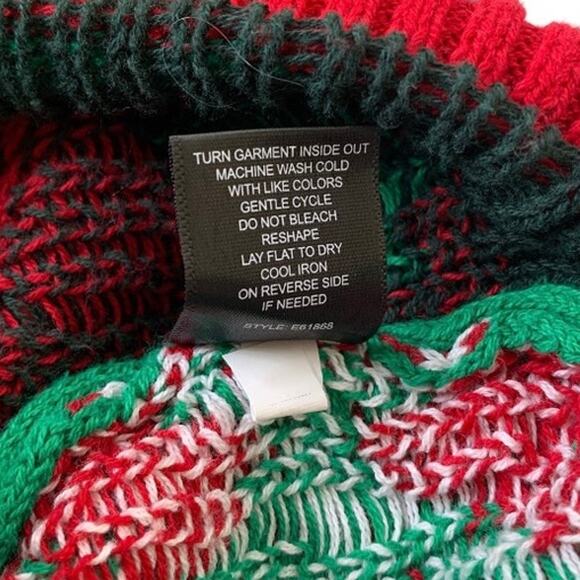 TURN GARMENT INSIDE OUT
MACHINE WASH COLD
WITH LIKE COLORS
GENTLE CYCLE
DO NOT BLEACH
RESHAPE
LAY FLAT TO DRY
COOL IRON
ON REVERSE SIDE
IF NEEDED
STYLE: E61868